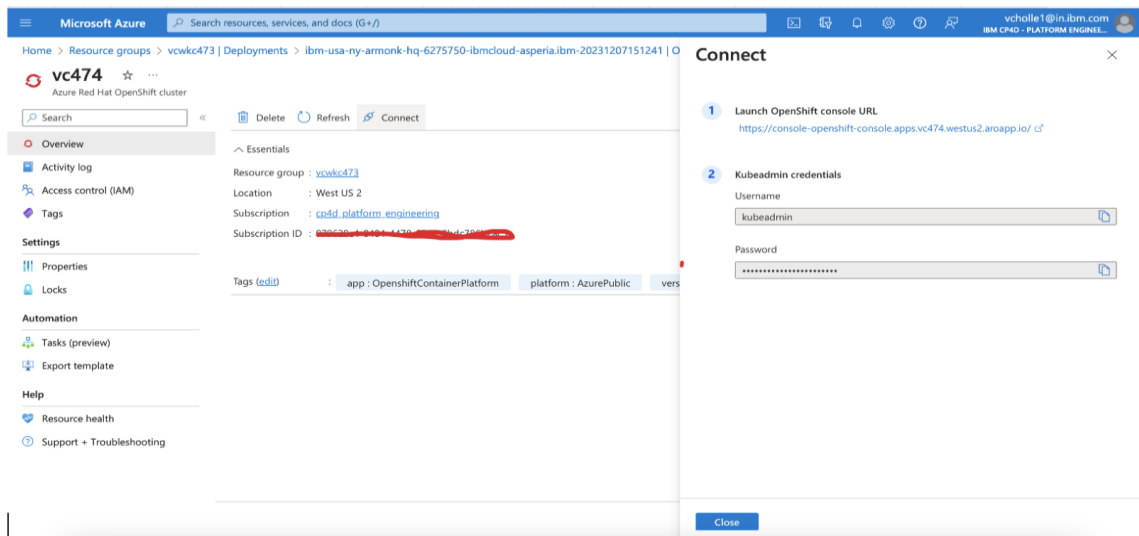 Microsoft Azure
Search resources, services, and docs (G+/)
vcholle1@in.ibm.com
IBM CP4D - PLATFORM ENGINEE...
Home > Resource groups > vcwkc473 | Deployments > ibm-usa-ny-armonk-hq-6275750-ibmcloud-asperia.ibm-20231207151241 | O
vc474
Azure Red Hat OpenShift cluster
Search
Overview
Activity log
Access control (IAM)
Tags
Settings
Properties
Locks
Automation
Tasks (preview)
Export template
Help
Resource health
Support + Troubleshooting
Delete Refresh Connect
Essentials
Resource group : vcwkc473
Location : West US 2
Subscription : cp4d_platform_engineering
Subscription ID :
Tags (edit) : app : OpenshiftContainerPlatform platform : AzurePublic vers
Connect
1 Launch OpenShift console URL
https://console-openshift-console.apps.vc474.westus2.aroapp.io/
2 Kubeadmin credentials
Username
kubeadmin
Password
•••••••••••••••••••••••
Close